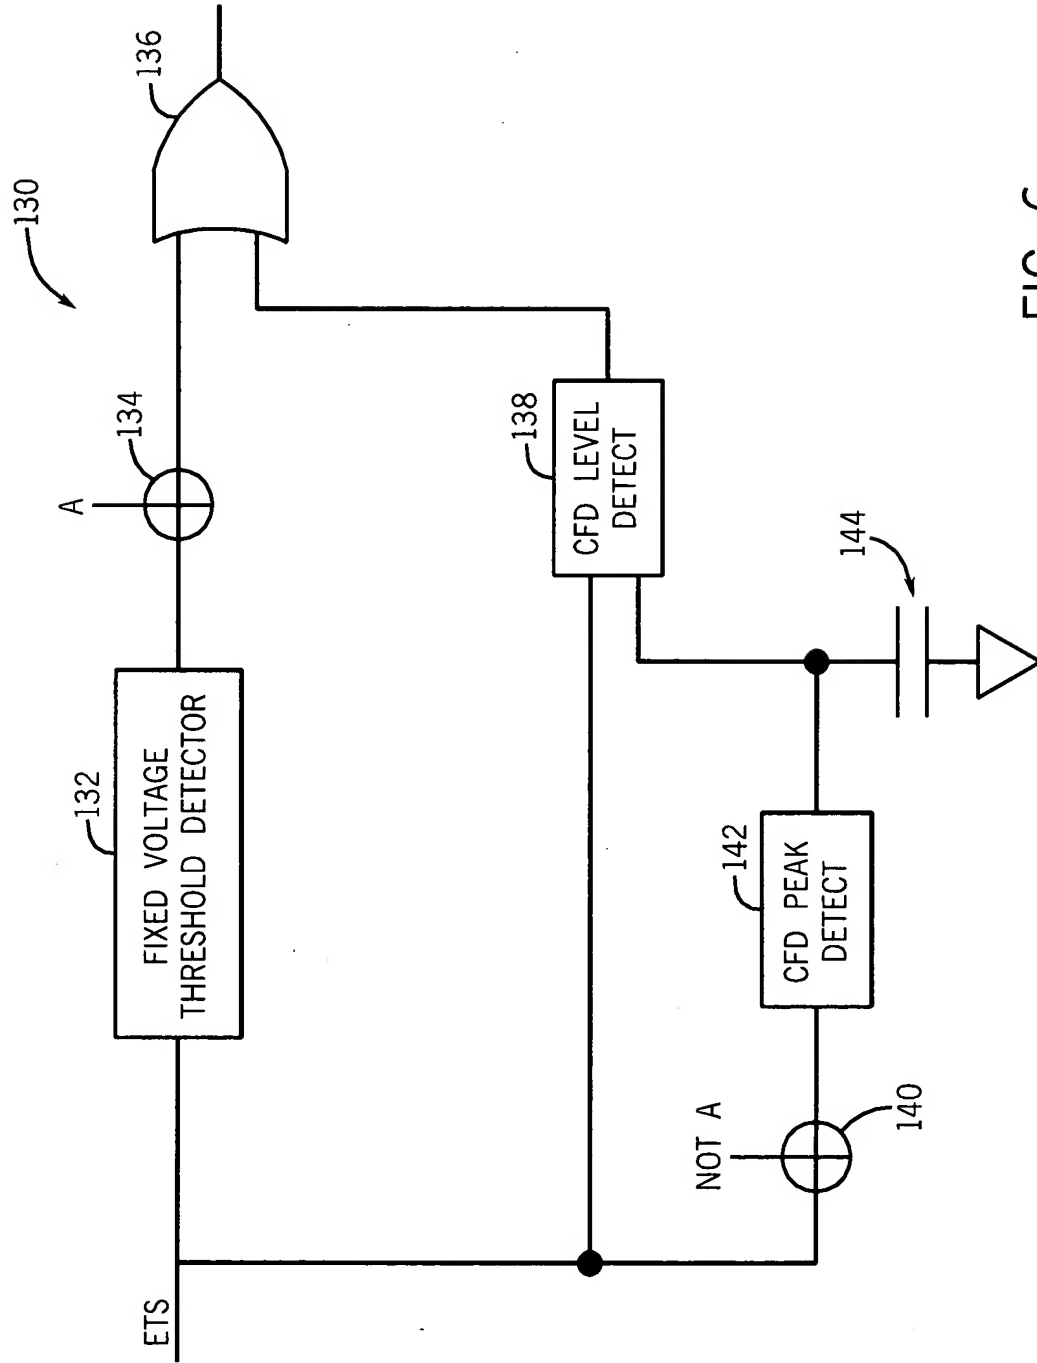 130
136
A
134
132
FIXED VOLTAGE
THRESHOLD DETECTOR
ETS
138
CFD LEVEL
DETECT
144
142
CFD PEAK
DETECT
NOT A
140
FIG.